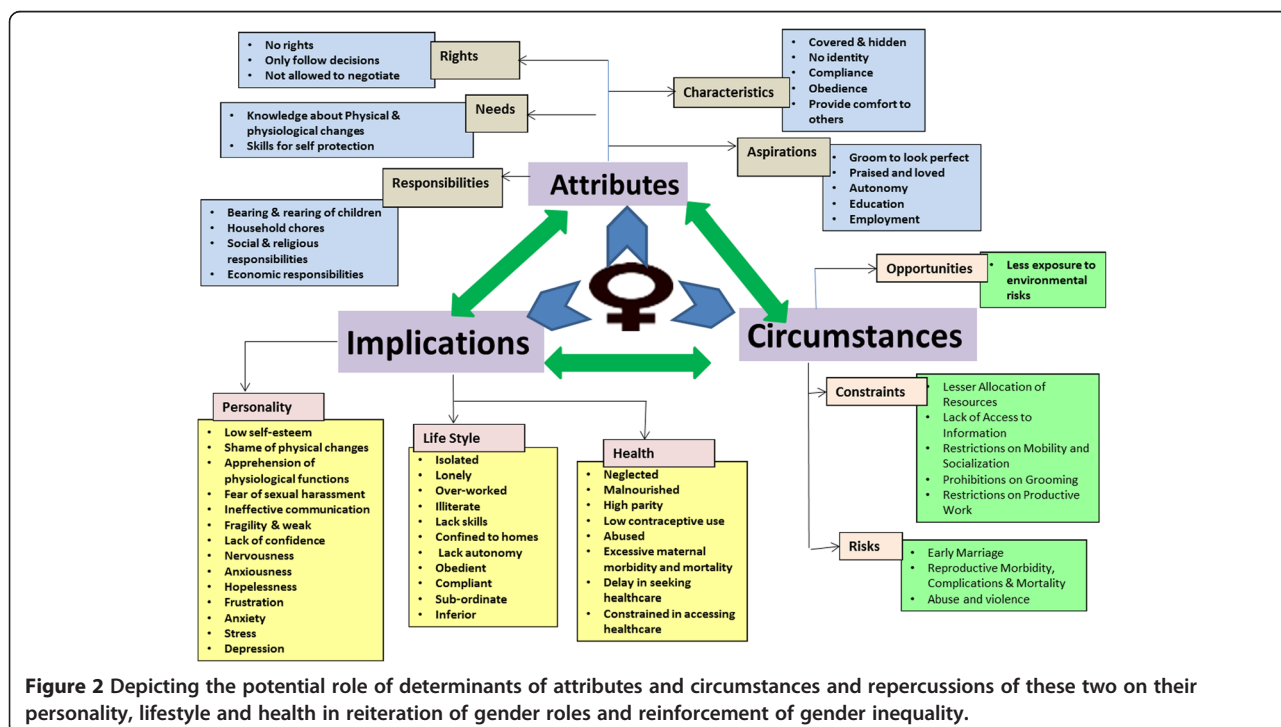 Rights
• No rights
• Only follow decisions
• Not allowed to negotiate
Needs
• Knowledge about Physical &
physiological changes
• Skills for self protection
Responsibilities
• Bearing & rearing of children
• Household chores
• Social & religious
responsibilities
• Economic responsibilities
Characteristics
• Covered & hidden
• No identity
• Compliance
• Obedience
• Provide comfort to
others
Aspirations
• Groom to look perfect
• Praised and loved
• Autonomy
• Education
• Employment
Attributes
Implications
Circumstances
Opportunities
• Less exposure to
environmental
risks
Constraints
• Lesser Allocation of
Resources
• Lack of Access to
Information
• Restrictions on Mobility and
Socialization
• Prohibitions on Grooming
• Restrictions on Productive
Work
Risks
• Early Marriage
• Reproductive Morbidity,
Complications & Mortality
• Abuse and violence
Personality
• Low self-esteem
• Shame of physical changes
• Apprehension of
physiological functions
• Fear of sexual harassment
• Ineffective communication
• Fragility & weak
• Lack of confidence
• Nervousness
• Anxiousness
• Hopelessness
• Frustration
• Anxiety
• Stress
• Depression
Life Style
• Isolated
• Lonely
• Over-worked
• Illiterate
• Lack skills
• Confined to homes
• Lack autonomy
• Obedient
• Compliant
• Sub-ordinate
• Inferior
Health
• Neglected
• Malnourished
• High parity
• Low contraceptive use
• Abused
• Excessive maternal
morbidity and mortality
• Delay in seeking
healthcare
• Constrained in accessing
healthcare
Figure 2 Depicting the potential role of determinants of attributes and circumstances and repercussions of these two on their
personality, lifestyle and health in reiteration of gender roles and reinforcement of gender inequality.